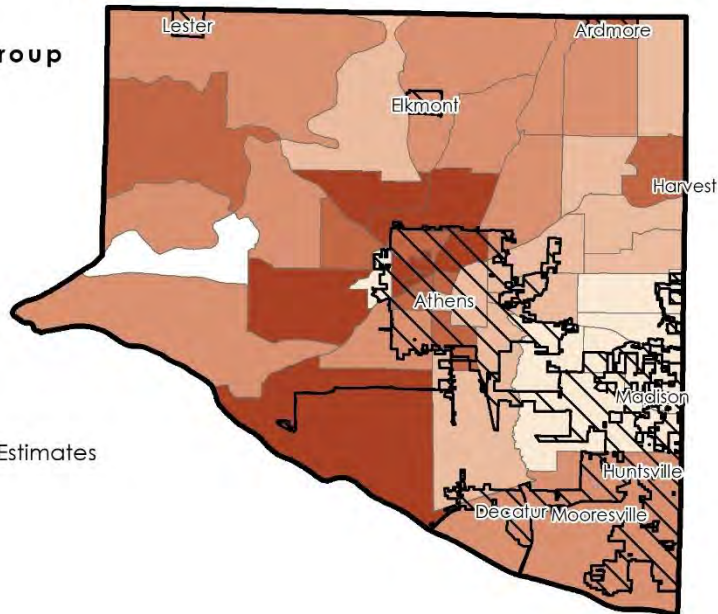 Lester
Ardmore
roup
Elkmont
Harvest
Athens
Madison
Estimates
Huntsville
Decatur Mooresville